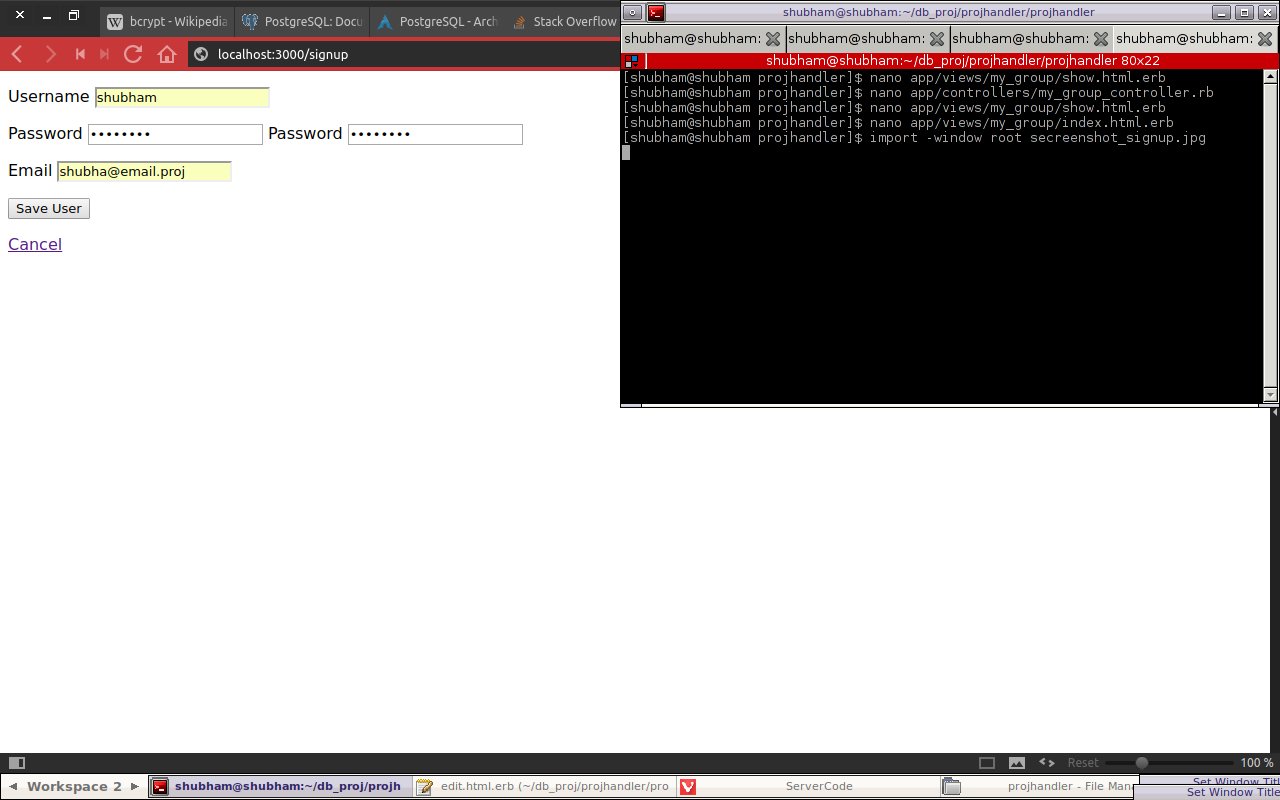 bcrypt - Wikipedia
PostgreSQL: Docu
PostgreSQL - Arch
Stack Overflow
localhost:3000/signup
Username shubham
Password •••••••• Password ••••••••
Email shubha@email.proj
Save User
Cancel
shubham@shubham:~/db_proj/projhandler/projhandler
shubham@shubham: shubham@shubham: shubham@shubham: shubham@shubham:
shubham@shubham:~/db_proj/projhandler/projhandler 80x22
[shubham@shubham projhandler]$ nano app/views/my_group/show.html.erb
[shubham@shubham projhandler]$ nano app/controllers/my_group_controller.rb
[shubham@shubham projhandler]$ nano app/views/my_group/show.html.erb
[shubham@shubham projhandler]$ nano app/views/my_group/index.html.erb
[shubham@shubham projhandler]$ import -window root secreenshot_signup.jpg
Reset 100 %
Workspace 2
shubham@shubham:~/db_proj/projh
edit.html.erb (~/db_proj/projhandler/pro
ServerCode
projhandler - File Mana
Set Window Title
Set Window Title